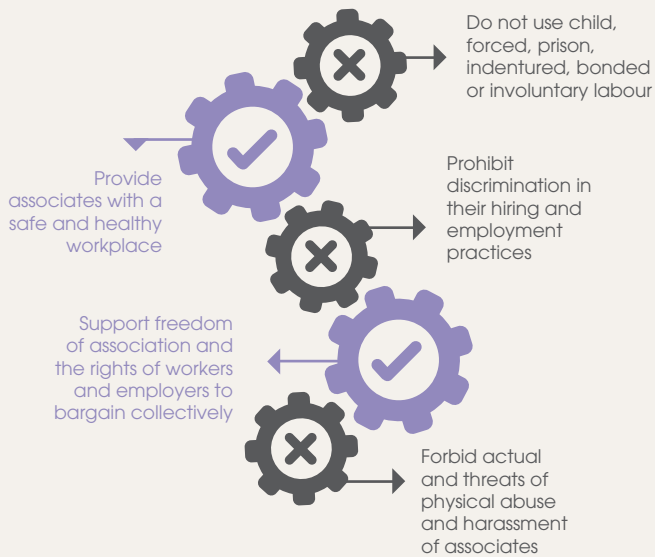 Do not use child,
forced, prison,
indentured, bonded
or involuntary labour
Provide
associates with a
safe and healthy
workplace
Prohibit
discrimination in
their hiring and
employment
practices
Support freedom
of association and
the rights of workers
and employers to
bargain collectively
Forbid actual
and threats of
physical abuse
and harassment
of associates